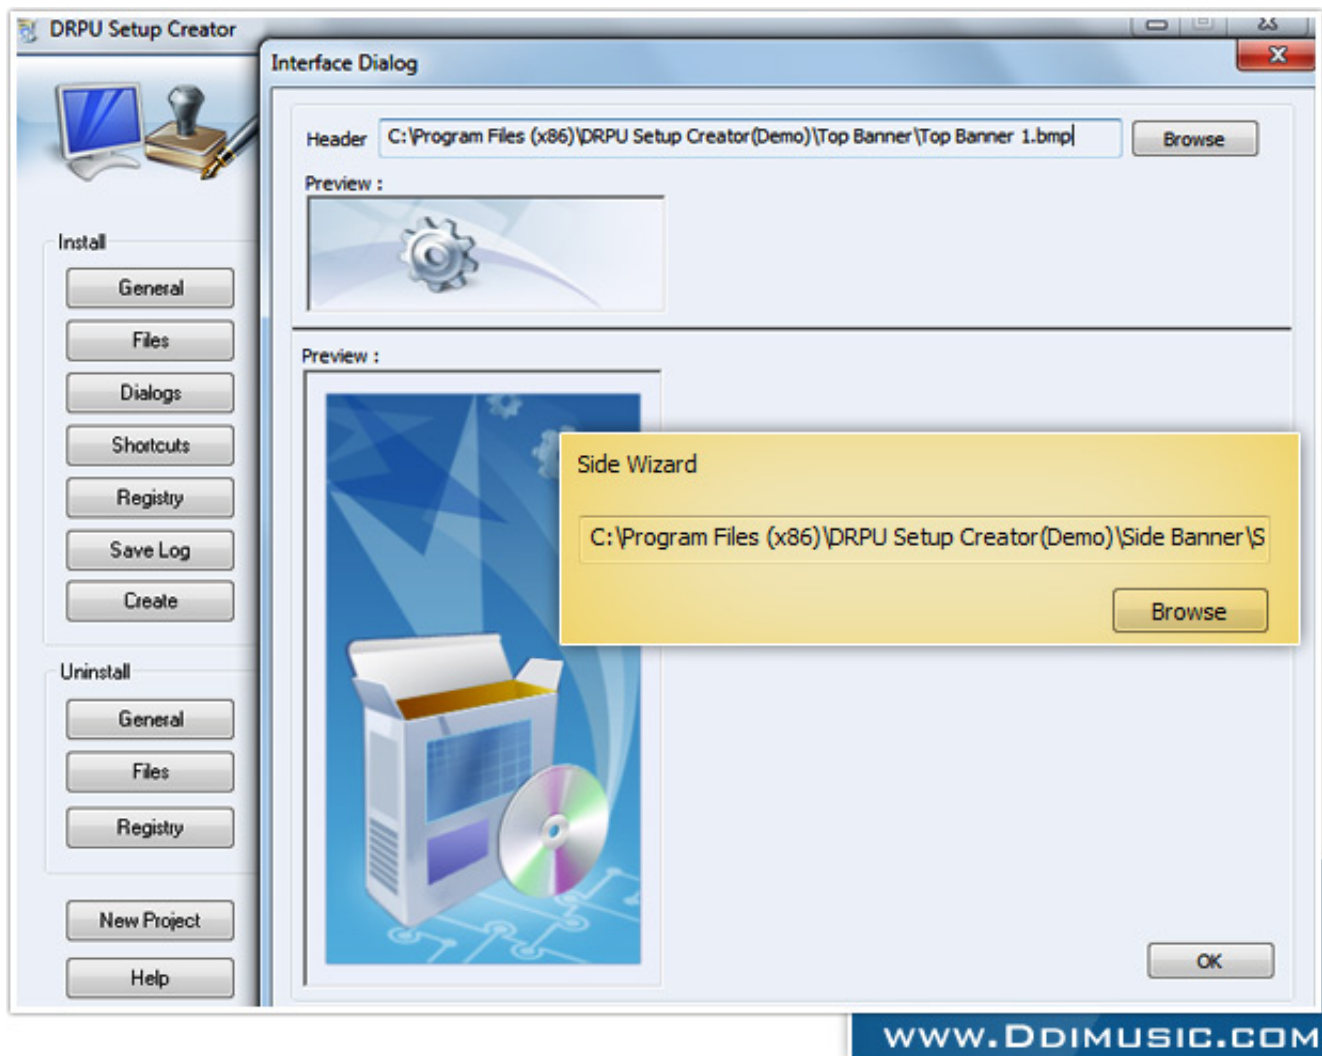 DRPU Setup Creator
Interface Dialog
Header C:\Program Files (x86)\DRPU Setup Creator(Demo)\Top Banner\Top Banner 1.bmp Browse
Preview :
Install
General
Files
Dialogs
Shortcuts
Registry
Save Log
Create
Uninstall
General
Files
Registry
New Project
Help
Preview :
Side Wizard
C:\Program Files (x86)\DRPU Setup Creator(Demo)\Side Banner\S
Browse
OK
WWW.DDIMUSIC.COM